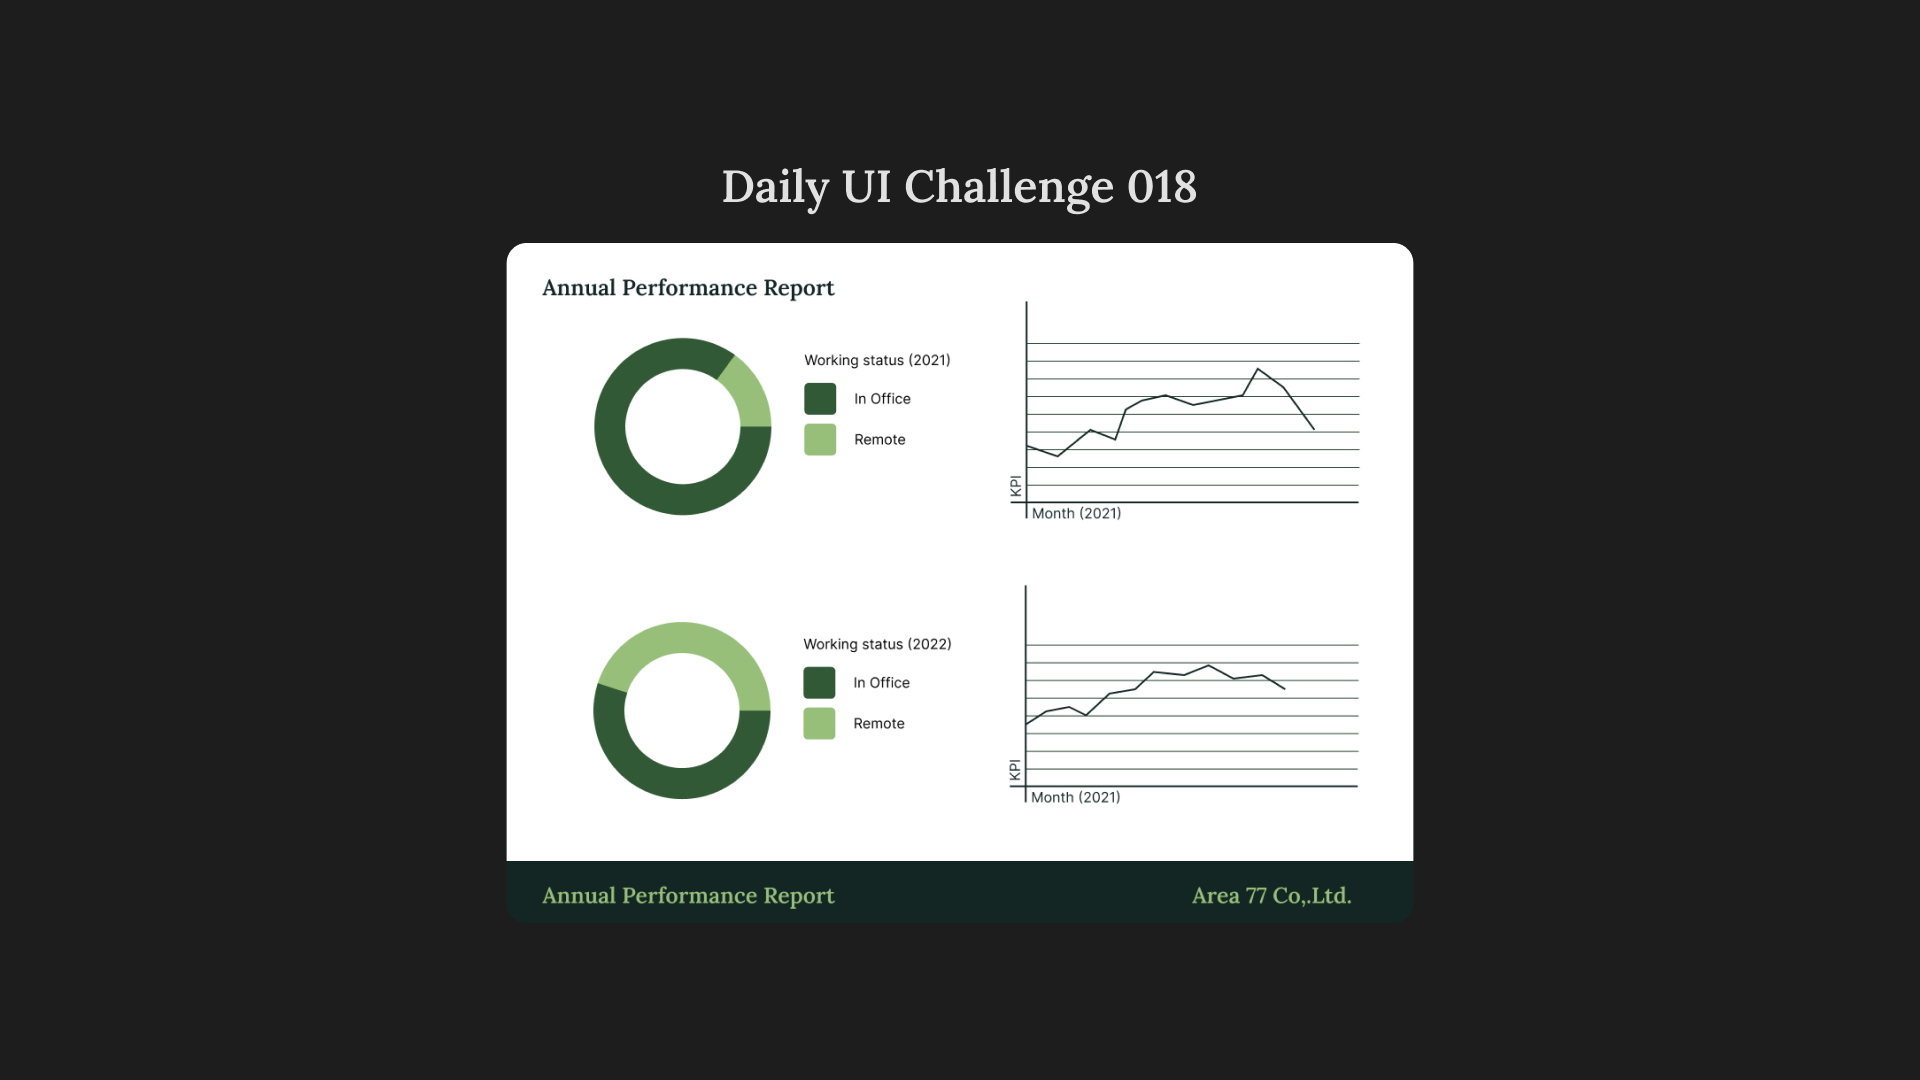 Daily UI Challenge 018
Annual Performance Report
Working status (2021)
In Office
Remote
KPI
Month (2021)
Working status (2022)
In Office
Remote
KPI
Month (2021)
Annual Performance Report
Area 77 Co,.Ltd.